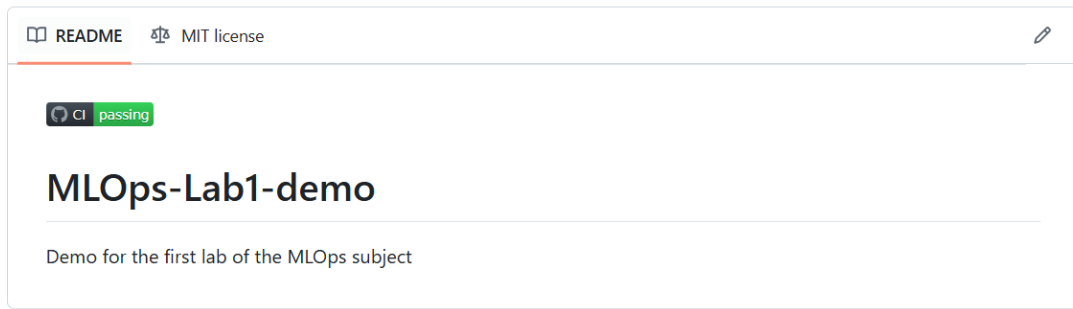 README MIT license
CI passing
MLOps-Lab1-demo
Demo for the first lab of the MLOps subject